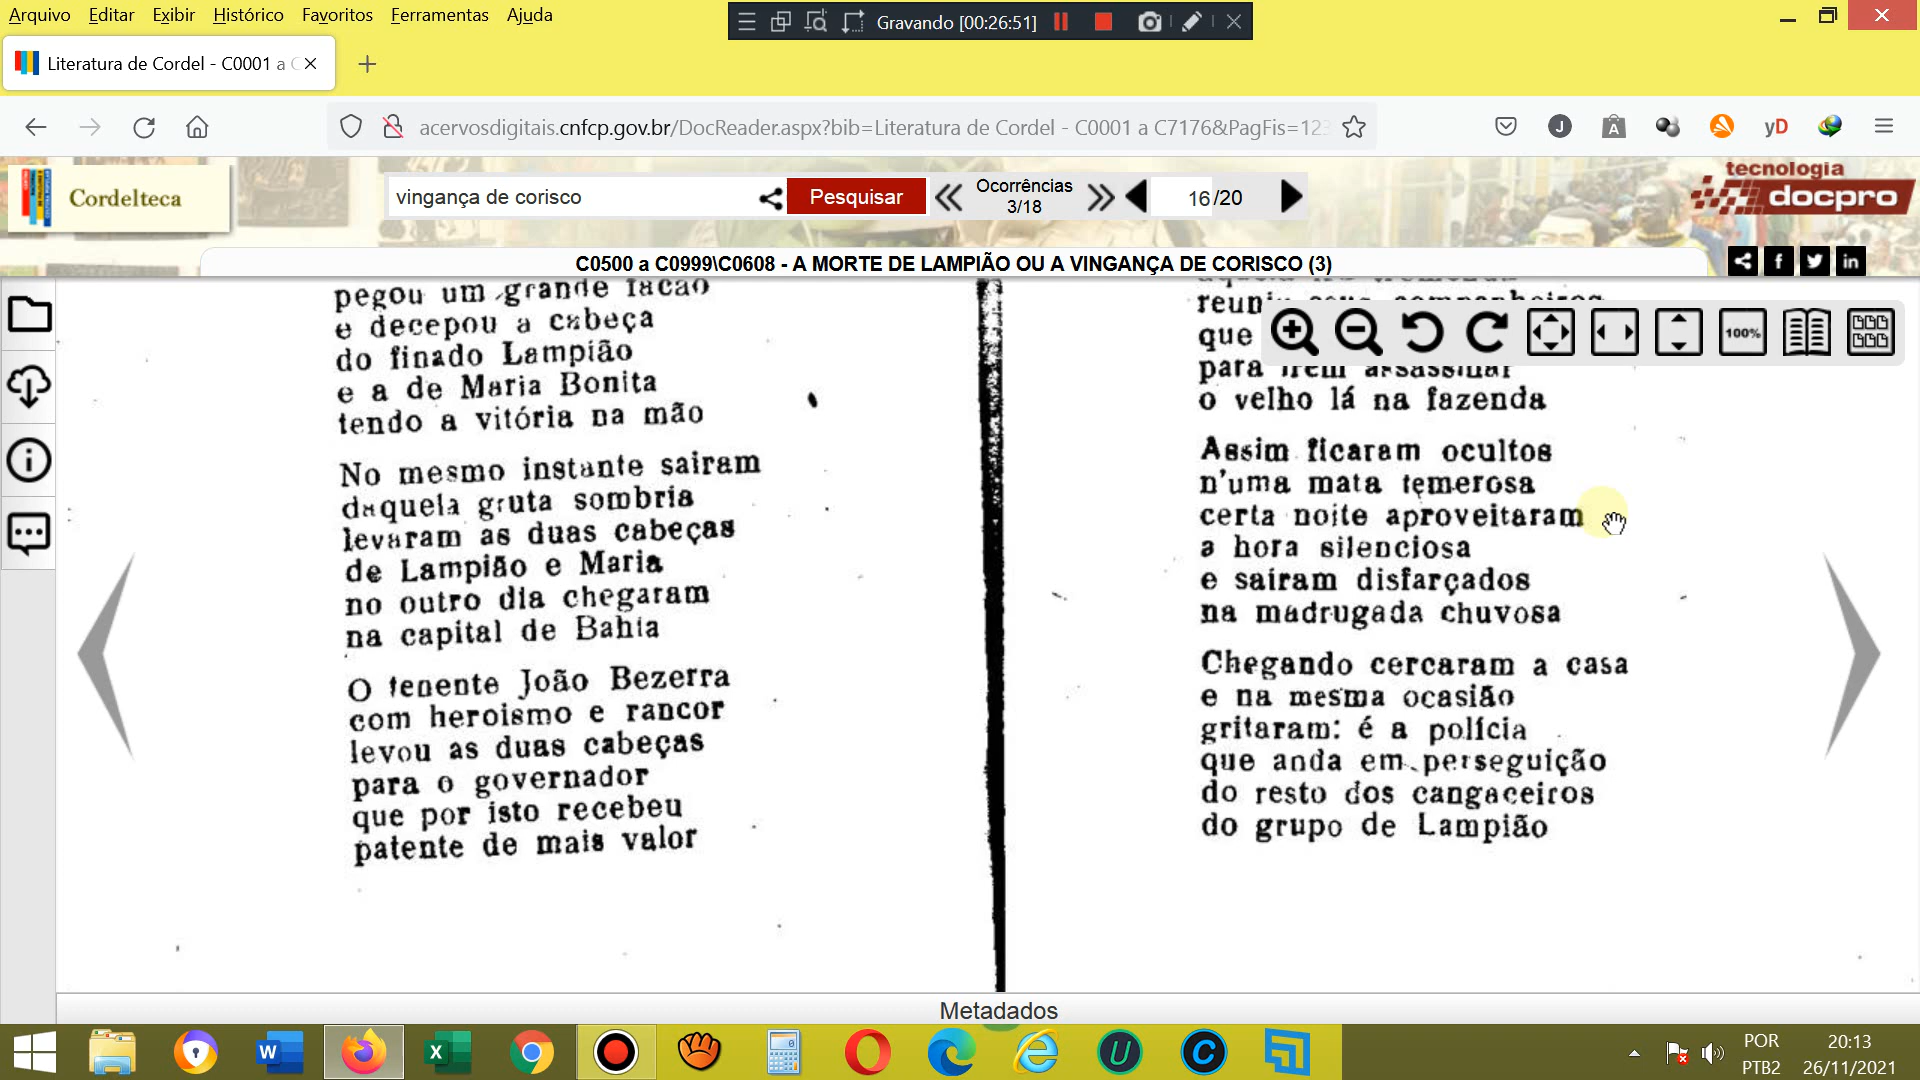 Arquivo Editar Exibir Histórico Favoritos Ferramentas Ajuda
Gravando [00:26:51]
Literatura de Cordel - C0001 a C
acervosdigitais.cnfcp.gov.br/DocReader.aspx?bib=Literatura de Cordel - C0001 a C7176&PagFis=123
J
A
yD
Cordelteca
vingança de corisco
Pesquisar
Ocorrências
3/18
16 /20
tecnologia
docpro
C0500 a C0999\C0608 - A MORTE DE LAMPIÃO OU A VINGANÇA DE CORISCO (3)
f
in
100%
pegou um grande facão
e decepou a cabeça
do finado Lampião
e a de Maria Bonita
tendo a vitória na mão
No mesmo instante sairam
daquela gruta sombria
levaram as duas cabeças
de Lampião e Maria
no outro dia chegaram
na capital de Bahia
O tenente João Bezerra
com heroismo e rancor
levou as duas cabeças
para o governador
que por isto recebeu
patente de mais valor
que
para irem assassinar
o velho lá na fazenda
Assim ficaram ocultos
n'uma mata temerosa
certa noite aproveitaram
a hora silenciosa
e sairam disfarçados
na madrugada chuvosa
Chegando cercaram a casa
e na mesma ocasião
gritaram: é a polícia
que anda em perseguição
do resto dos cangaceiros
do grupo de Lampião
Metadados
POR
PTB2
20:13
26/11/2021